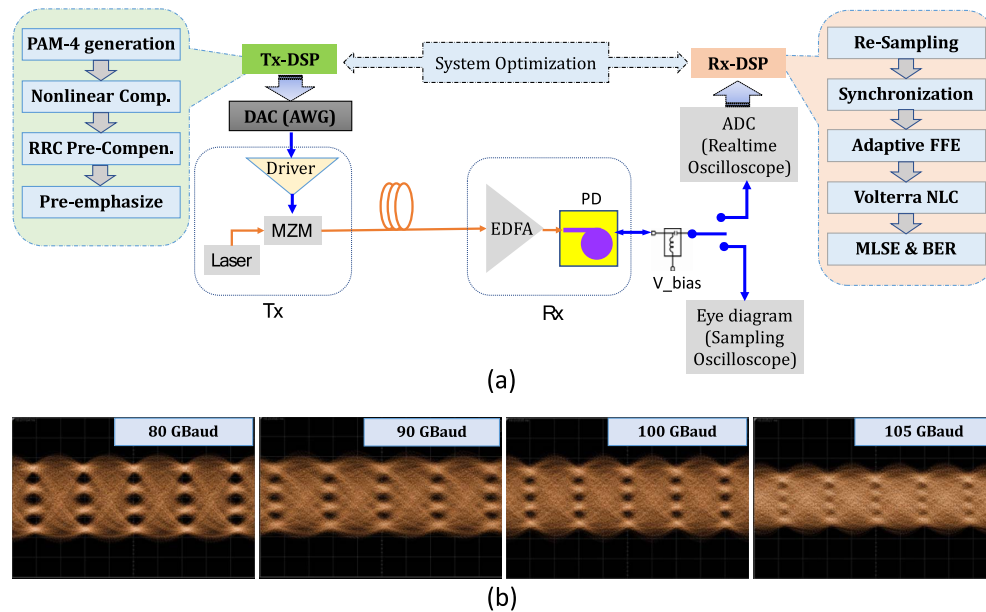 PAM-4 generation
Nonlinear Comp.
RRC Pre-Compen.
Pre-emphasize
Tx-DSP
System Optimization
Rx-DSP
DAC (AWG)
Driver
MZM
Laser
Tx
EDFA
PD
Rx
V_bias
ADC
(Realtime
Oscilloscope)
Eye diagram
(Sampling
Oscilloscope)
Re-Sampling
Synchronization
Adaptive FFE
Volterra NLC
MLSE & BER
(a)
80 GBaud
90 GBaud
100 GBaud
105 GBaud
(b)